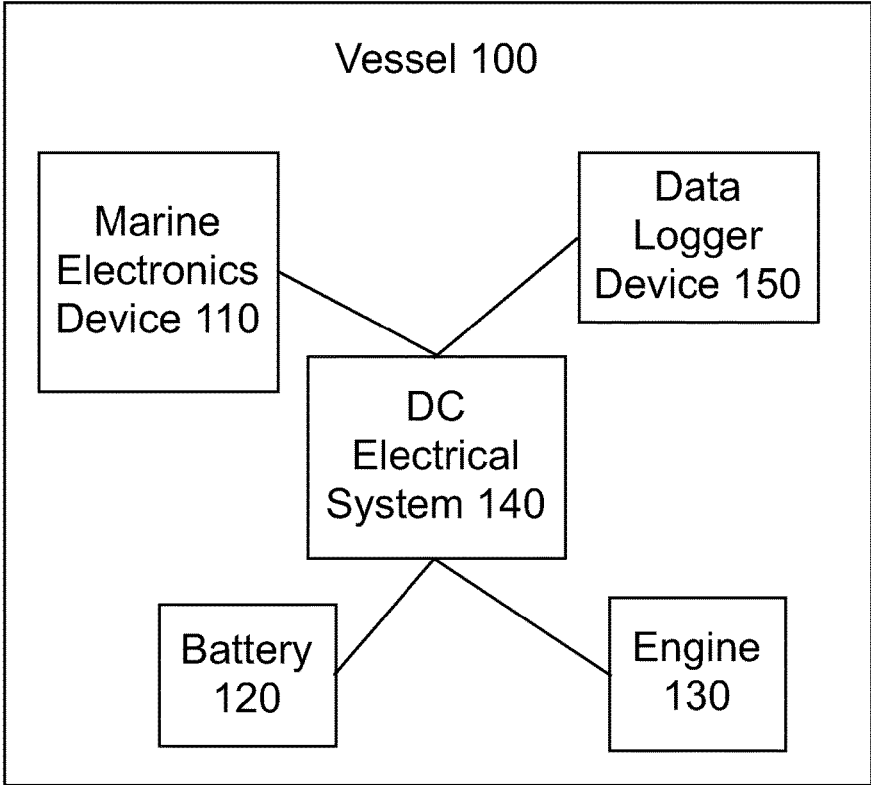 Vessel 100
Marine
Electronics
Device 110
Data
Logger
Device 150
DC
Electrical
System 140
Battery
120
Engine
130